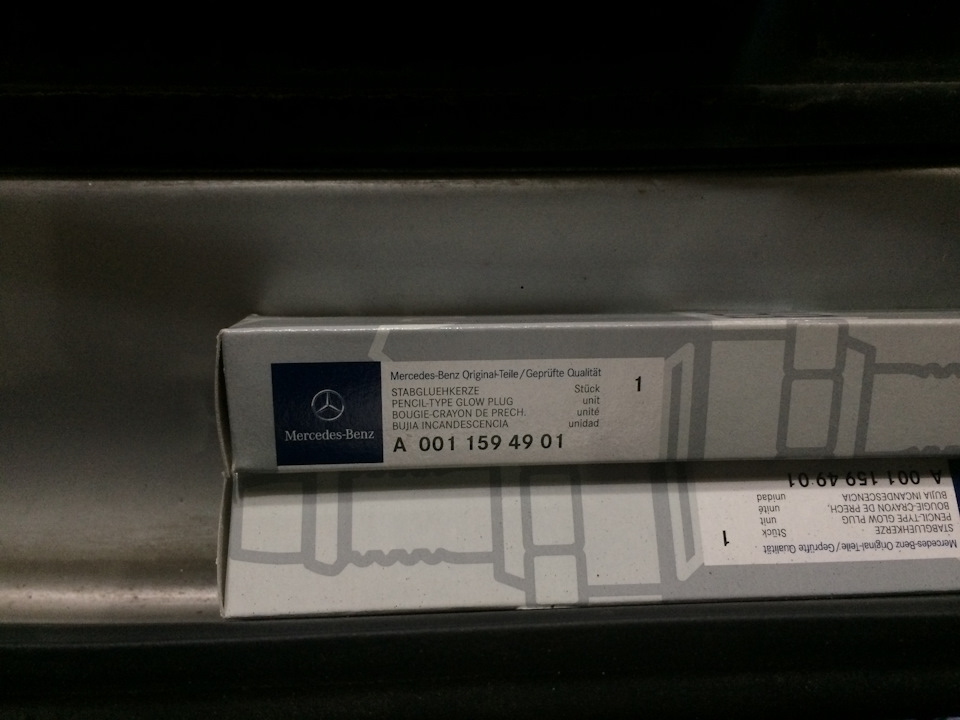 Mercedes-Benz Original-Teile/Geprüfte Qualität
STABGLUEHKERZE Stück 1
PENCIL-TYPE GLOW PLUG unit
BOUGIE-CRAYON DE PRECH. unité
BUJIA INCANDESCENCIA unidad
A 001 159 49 01
Mercedes-Benz
Mercedes-Benz Original-Teile/Geprüfte Qualität
STABGLUEHKERZE Stück 1
PENCIL-TYPE GLOW PLUG unit
BOUGIE-CRAYON DE PRECH. unité
BUJIA INCANDESCENCIA unidad
A 001 159 49 01